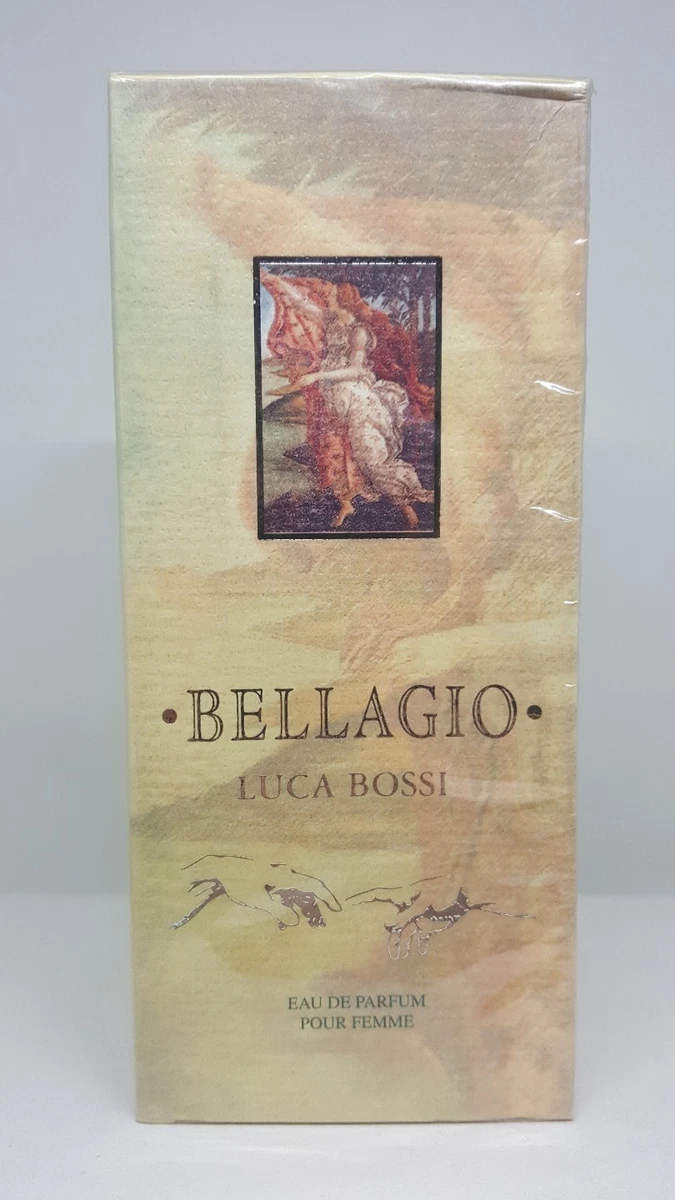 •BELLAGIO•
LUCA BOSSI
EAU DE PARFUM
POUR FEMME